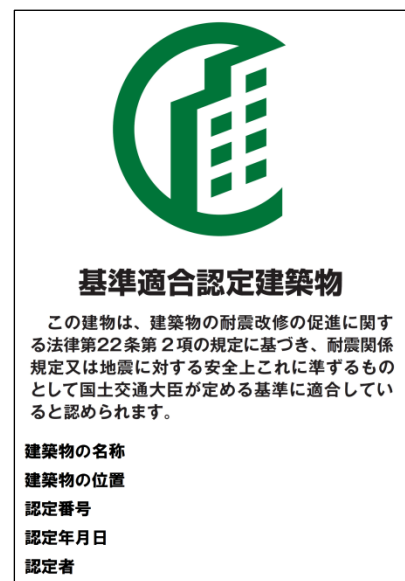 基準適合認定建築物
この建物は、建築物の耐震改修の促進に関す
る法律第22条第２項の規定に基づき、耐震関係
規定又は地震に対する安全上これに準ずるもの
として国土交通大臣が定める基準に適合してい
ると認められます。
建築物の名称
建築物の位置
認定番号
認定年月日
認定者